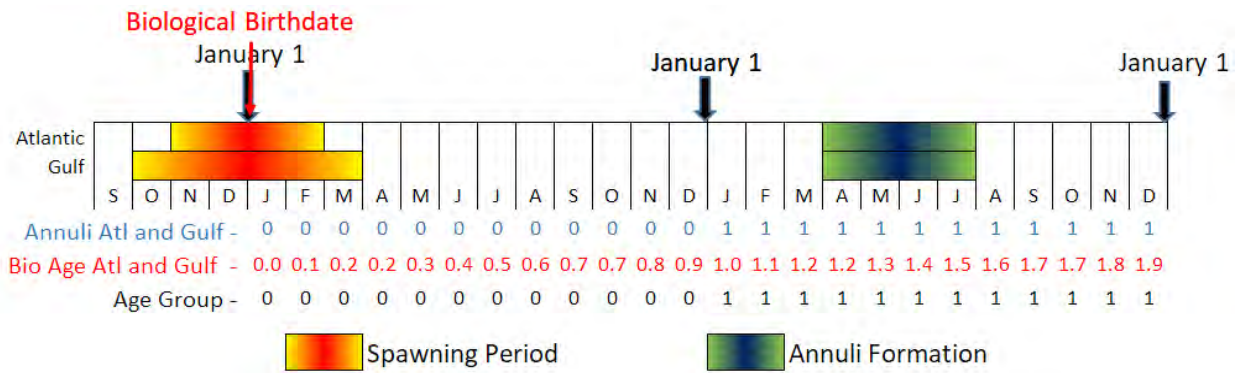 Biological Birthdate
January 1
January 1
January 1
Atlantic
Gulf
S O N D J F M A M J J A S O N D J F M A M J J A S O N D
Annuli Atl and Gulf - 0 0 0 0 0 0 0 0 0 0 0 0 1 1 1 1 1 1 1 1 1 1 1 1
Bio Age Atl and Gulf - 0.0 0.1 0.2 0.2 0.3 0.4 0.5 0.6 0.7 0.7 0.8 0.9 1.0 1.1 1.2 1.2 1.3 1.4 1.5 1.6 1.7 1.7 1.8 1.9
Age Group - 0 0 0 0 0 0 0 0 0 0 0 0 1 1 1 1 1 1 1 1 1 1 1 1
Spawning Period Annuli Formation